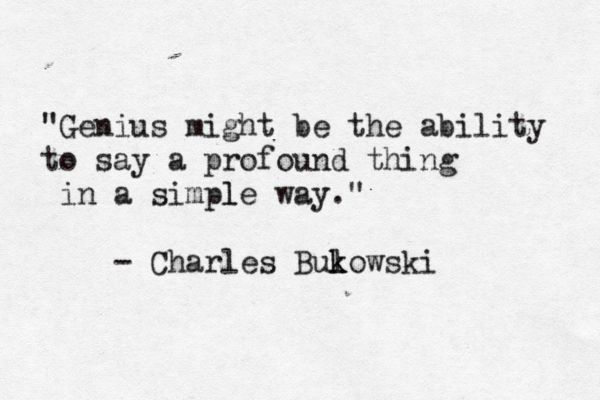 "Genius might be the ability
to say a profound thing
in a simple way."
- Charles Bukowski